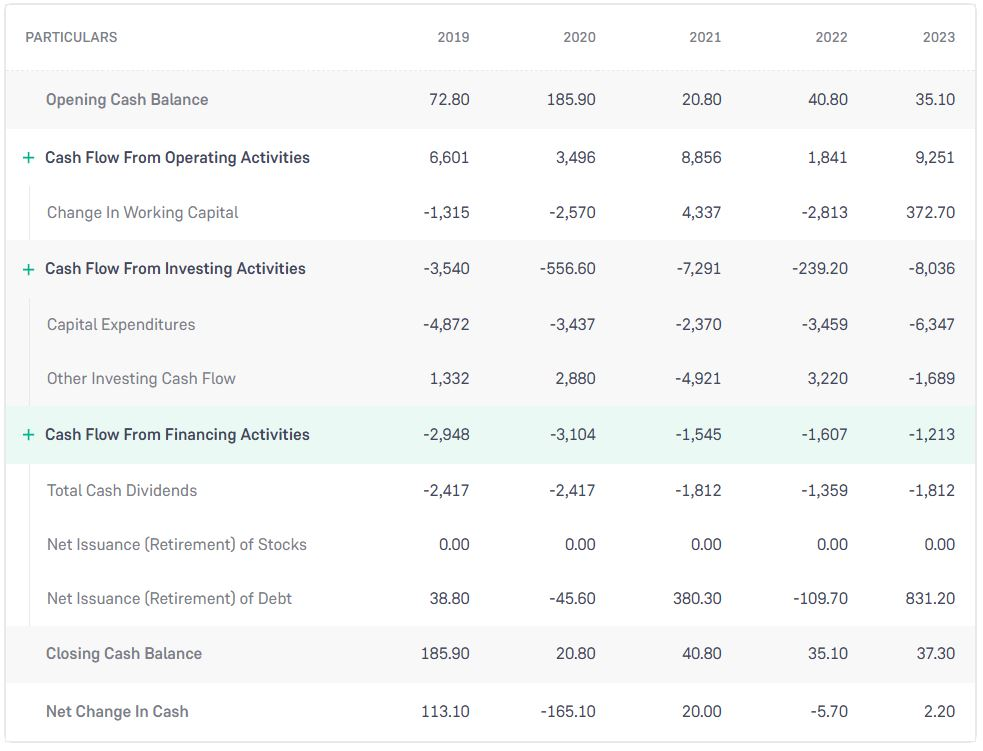 PARTICULARS 2019 2020 2021 2022 2023
Opening Cash Balance 72.80 185.90 20.80 40.80 35.10
+ Cash Flow From Operating Activities 6,601 3,496 8,856 1,841 9,251
Change In Working Capital -1,315 -2,570 4,337 -2,813 372.70
+ Cash Flow From Investing Activities -3,540 -556.60 -7,291 -239.20 -8,036
Capital Expenditures -4,872 -3,437 -2,370 -3,459 -6,347
Other Investing Cash Flow 1,332 2,880 -4,921 3,220 -1,689
+ Cash Flow From Financing Activities -2,948 -3,104 -1,545 -1,607 -1,213
Total Cash Dividends -2,417 -2,417 -1,812 -1,359 -1,812
Net Issuance (Retirement) of Stocks 0.00 0.00 0.00 0.00 0.00
Net Issuance (Retirement) of Debt 38.80 -45.60 380.30 -109.70 831.20
Closing Cash Balance 185.90 20.80 40.80 35.10 37.30
Net Change In Cash 113.10 -165.10 20.00 -5.70 2.20